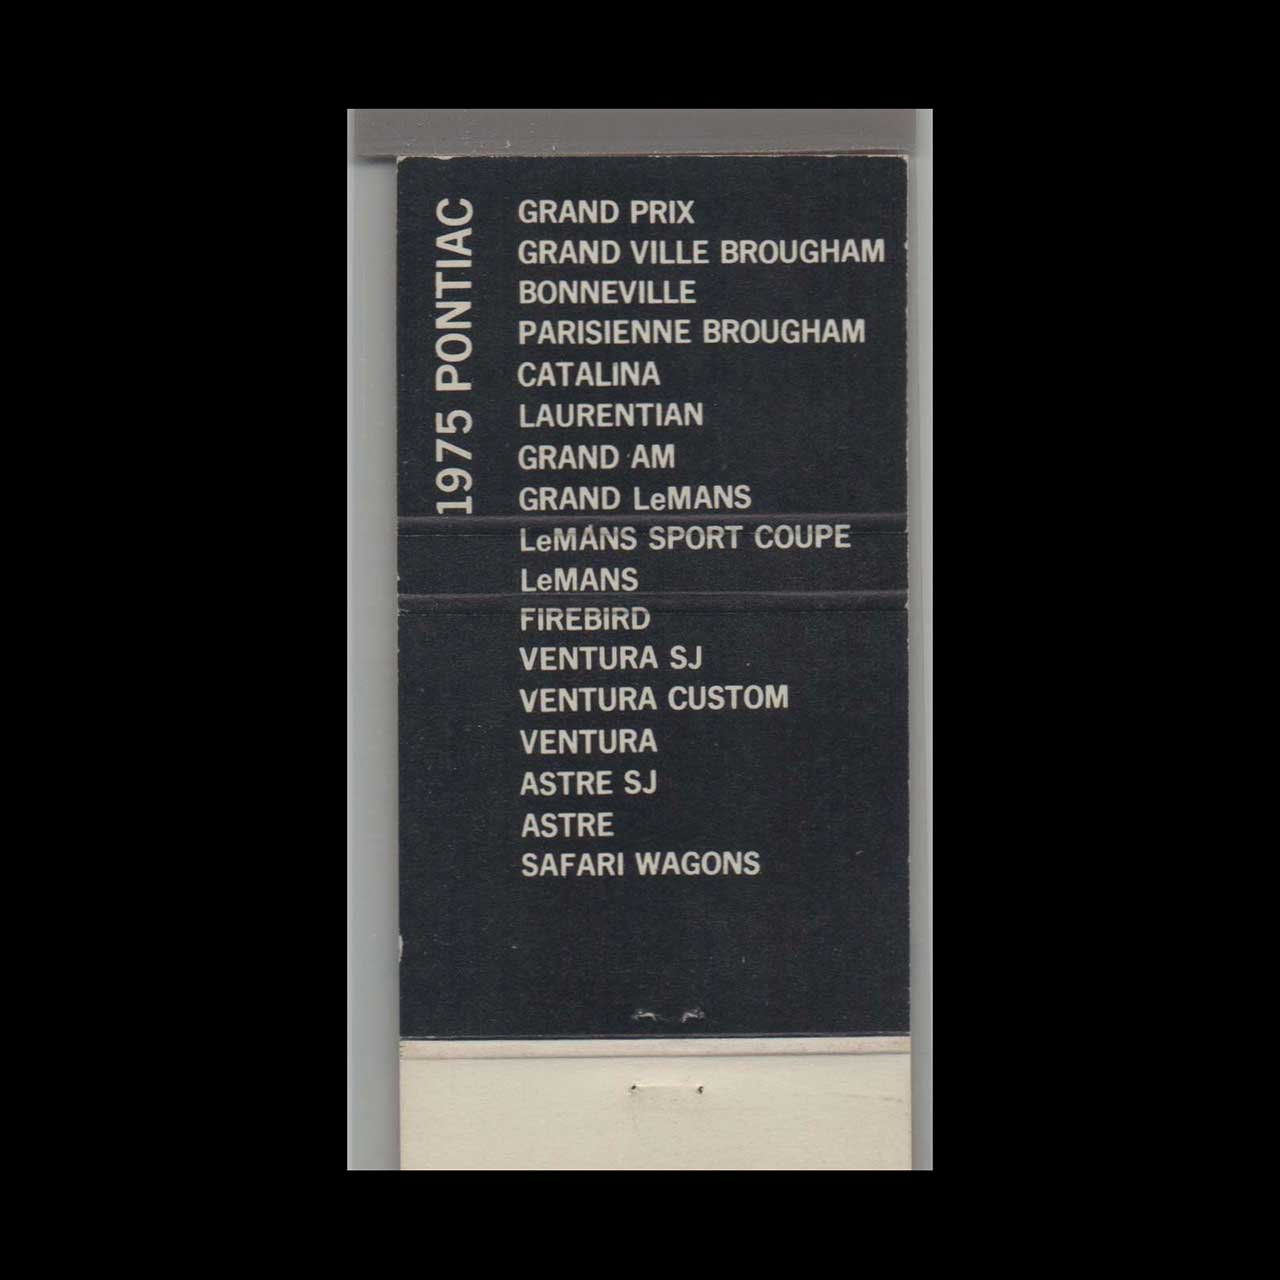 1975 PONTIAC
GRAND PRIX
GRAND VILLE BROUGHAM
BONNEVILLE
PARISIENNE BROUGHAM
CATALINA
LAURENTIAN
GRAND AM
GRAND LeMANS
LeMANS SPORT COUPE
LeMANS
FIREBIRD
VENTURA SJ
VENTURA CUSTOM
VENTURA
ASTRE SJ
ASTRE
SAFARI WAGONS